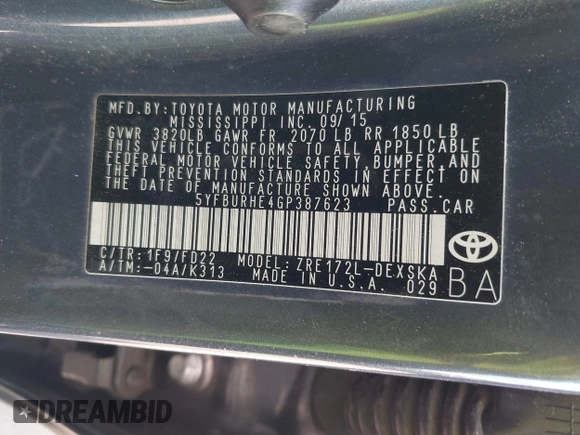 MFD. BY: TOYOTA MOTOR MANUFACTURING
MISSISSIPPI INC. 09/15
GVWR 3820LB GAWR FR 2070 LB RR 1850 LB
THIS VEHICLE CONFORMS TO ALL APPLICABLE
FEDERAL MOTOR VEHICLE SAFETY, BUMPER, AND
THEFT PREVENTION STANDARDS IN EFFECT ON
THE DATE OF MANUFACTURE SHOWN ABOVE.
5YFBURHE4GP387623 PASS. CAR
C/TR: 1F9/FD22 MODEL: ZRE172L-DEXSKA
A/TM: -04A/K313 MADE IN U.S.A. 029
BA
DREAMBID